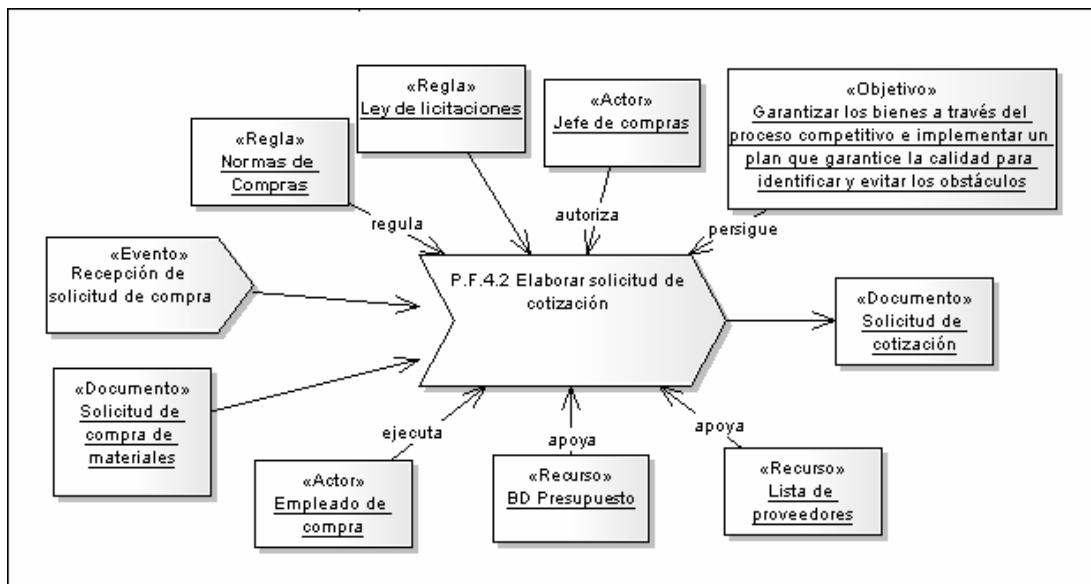 «Regla»
Ley de licitaciones
«Actor»
Jefe de compras
«Objetivo»
Garantizar los bienes a través del
proceso competitivo e implementar un
plan que garantice la calidad para
identificar y evitar los obstáculos
«Regla»
Normas de
Compras
regula
autoriza
persigue
«Evento»
Recepción de
solicitud de compra
P.F.4.2 Elaborar solicitud de
cotización
«Documento»
Solicitud de
cotización
«Documento»
Solicitud de
compra de
materiales
ejecuta
apoya
apoya
«Actor»
Empleado de
compra
«Recurso»
BD Presupuesto
«Recurso»
Lista de
proveedores